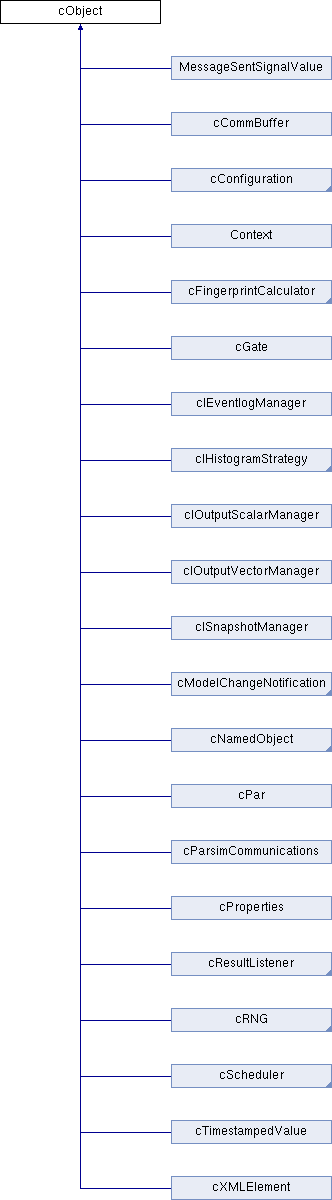 cObject
MessageSentSignalValue
cCommBuffer
cConfiguration
Context
cFingerprintCalculator
cGate
cIEventlogManager
cIHistogramStrategy
cIOutputScalarManager
cIOutputVectorManager
cISnapshotManager
cModelChangeNotification
cNamedObject
cPar
cParsimCommunications
cProperties
cResultListener
cRNG
cScheduler
cTimestampedValue
cXMLElement